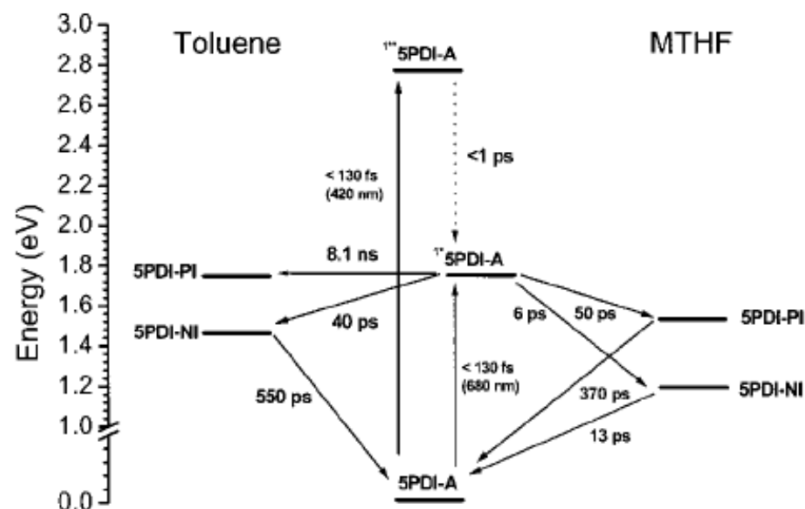 Toluene
MTHF
Energy (eV)
3.0
2.8
2.6
2.4
2.2
2.0
1.8
1.6
1.4
1.2
1.0
0.0
1** 5PDI-A
< 130 fs
(420 nm)
<1 ps
8.1 ns
1* 5PDI-A
5PDI-PI
5PDI-NI
40 ps
550 ps
6 ps
50 ps
5PDI-PI
5PDI-NI
< 130 fs
(680 nm)
370 ps
13 ps
5PDI-A